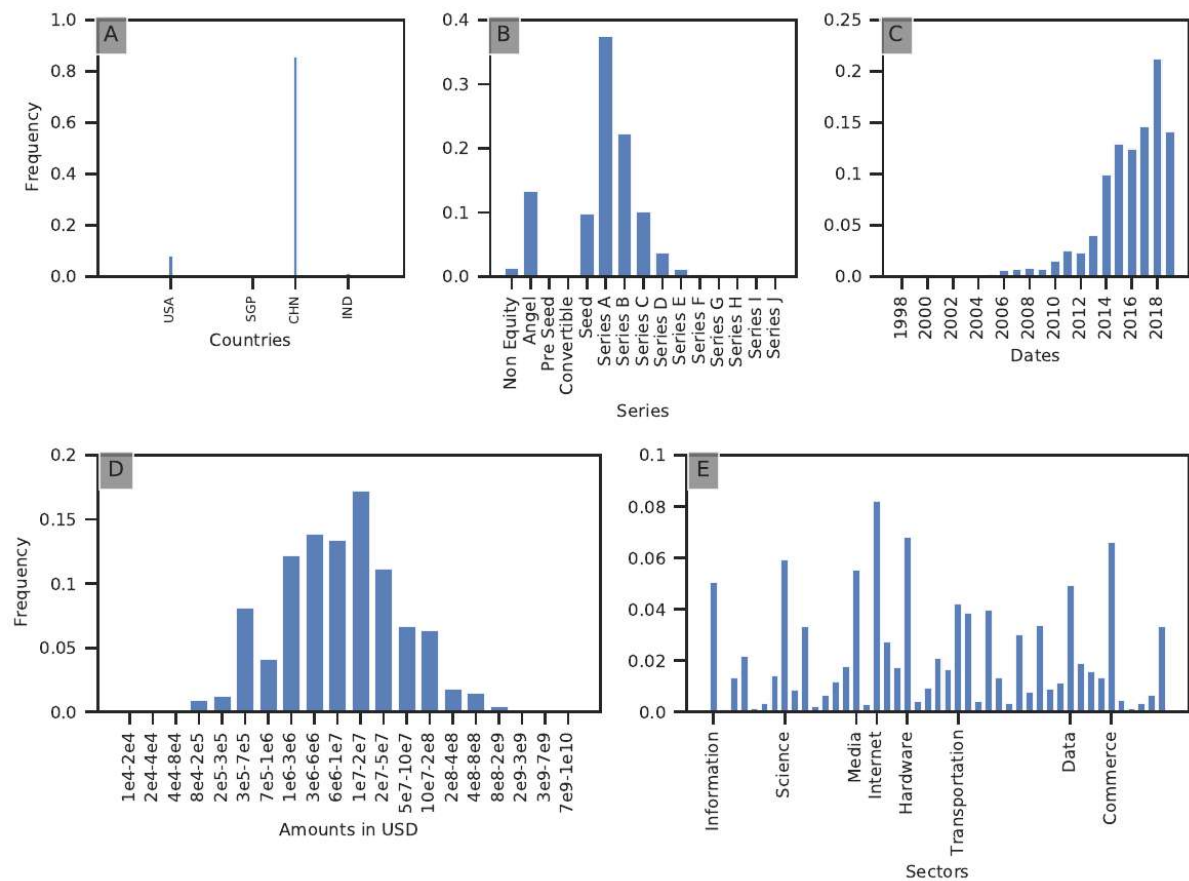 A
1.0
0.8
0.6
0.4
0.2
0.0
Frequency
USA
SGP
CHN
IND
Countries
B
0.4
0.3
0.2
0.1
0.0
Non Equity
Angel
Pre Seed
Convertible
Seed
Series A
Series B
Series C
Series D
Series E
Series F
Series G
Series H
Series I
Series J
Series
C
0.25
0.2
0.15
0.1
0.05
0.0
1998
2000
2002
2004
2006
2008
2010
2012
2014
2016
2018
Dates
D
0.2
0.15
0.1
0.05
0.0
Frequency
1e4-2e4
2e4-4e4
4e4-8e4
8e4-2e5
2e5-3e5
3e5-7e5
7e5-1e6
1e6-3e6
3e6-6e6
6e6-1e7
1e7-2e7
2e7-5e7
5e7-10e7
10e7-2e8
2e8-4e8
4e8-8e8
8e8-2e9
2e9-3e9
3e9-7e9
7e9-1e10
Amounts in USD
E
0.1
0.08
0.06
0.04
0.02
0.0
Information
Science
Media
Internet
Hardware
Transportation
Data
Commerce
Sectors